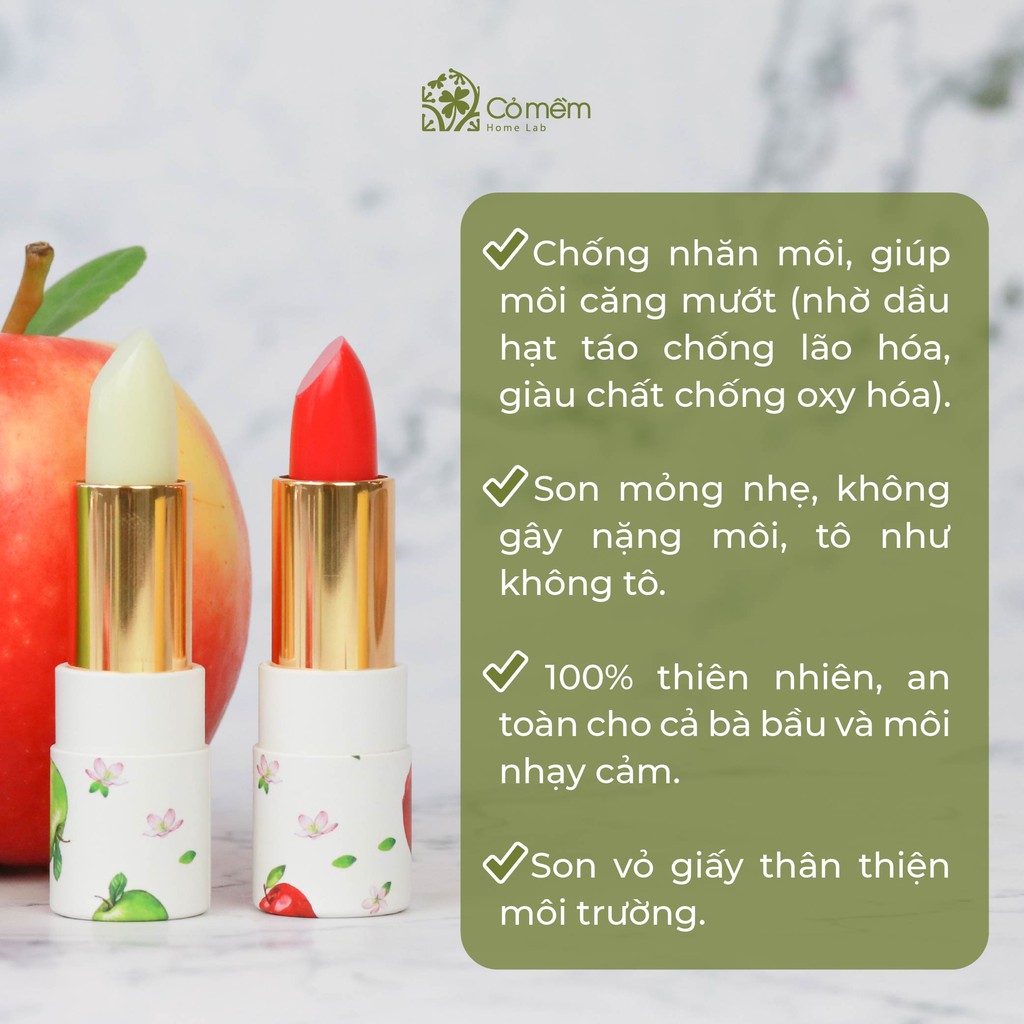 Cỏ mềm
Home Lab
Chống nhăn môi, giúp
môi căng mướt (nhờ dầu
hạt táo chống lão hóa,
giàu chất chống oxy hóa).
Son mỏng nhẹ, không
gây nặng môi, tô như
không tô.
100% thiên nhiên, an
toàn cho cả bà bầu và môi
nhạy cảm.
Son vỏ giấy thân thiện
môi trường.